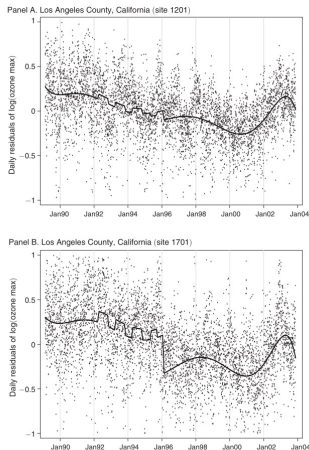 Panel A. Los Angeles County, California (site 1201)
Daily residuals of log(ozone max)
1
0.5
0
−0.5
−1
Jan90 Jan92 Jan94 Jan96 Jan98 Jan00 Jan02 Jan04
Panel B. Los Angeles County, California (site 1701)
Daily residuals of log(ozone max)
1
0.5
0
−0.5
−1
Jan90 Jan92 Jan94 Jan96 Jan98 Jan00 Jan02 Jan04